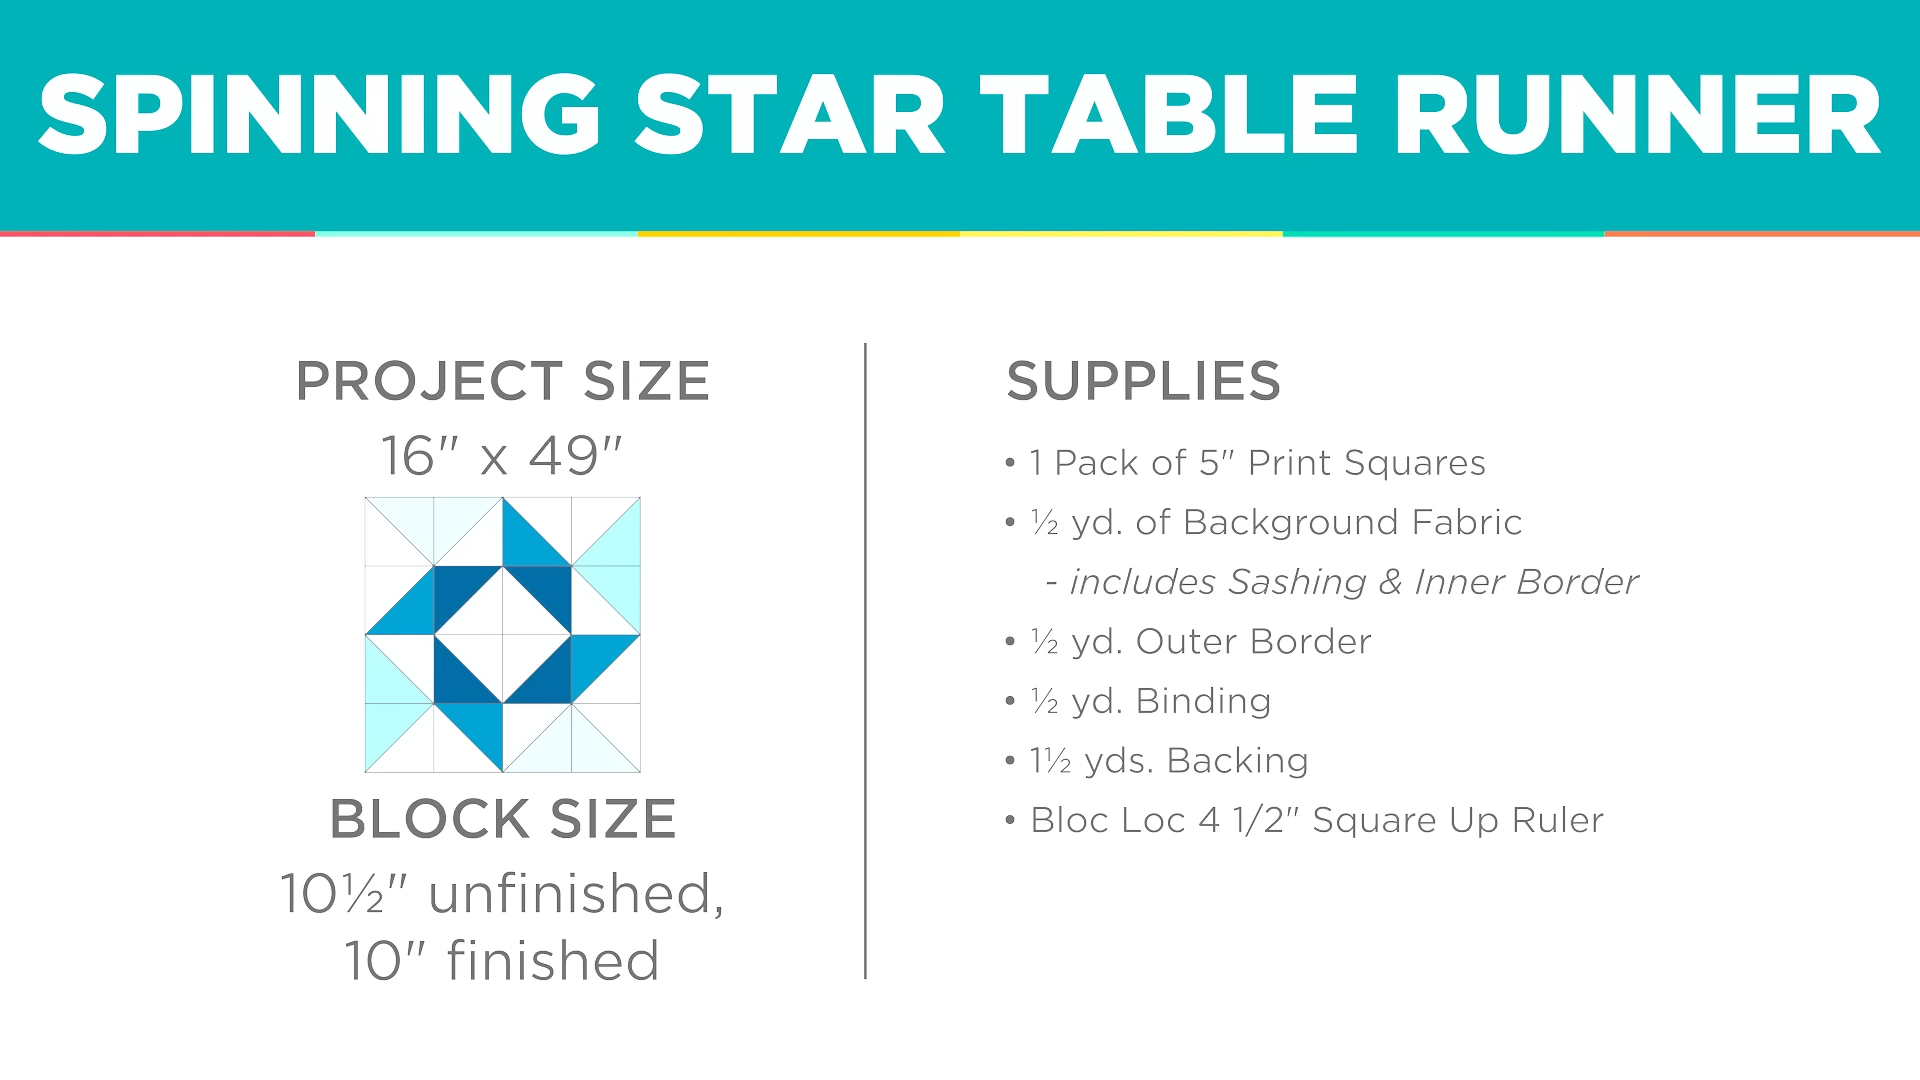 SPINNING STAR TABLE RUNNER
PROJECT SIZE
16" x 49"
BLOCK SIZE
10½" unfinished,
10" finished
SUPPLIES
• 1 Pack of 5" Print Squares
• ½ yd. of Background Fabric
- includes Sashing & Inner Border
• ½ yd. Outer Border
• ½ yd. Binding
• 1½ yds. Backing
• Bloc Loc 4 1/2" Square Up Ruler